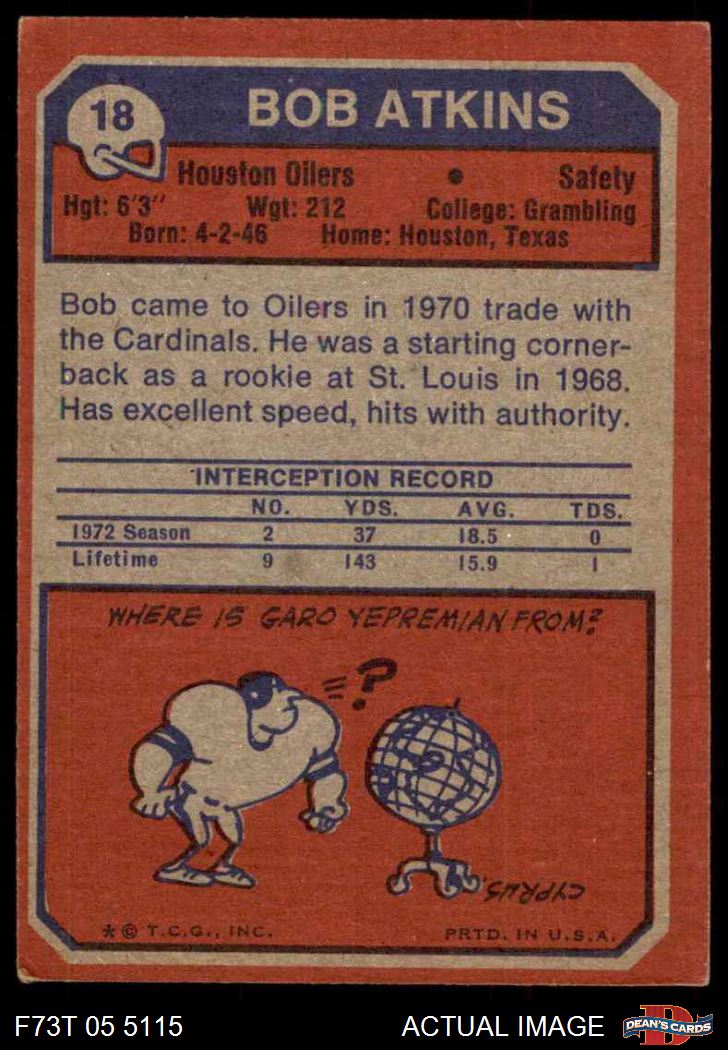 18
BOB ATKINS
Houston Oilers • Safety
Hgt: 6'3" Wgt: 212 College: Grambling
Born: 4-2-46 Home: Houston, Texas
Bob came to Oilers in 1970 trade with
the Cardinals. He was a starting corner-
back as a rookie at St. Louis in 1968.
Has excellent speed, hits with authority.
INTERCEPTION RECORD
NO. YDS. AVG. TDS.
1972 Season 2 37 18.5 0
Lifetime 9 143 15.9 1
WHERE IS GARO YEPREMIAN FROM?
?
CYPRUS.
* © T.C.G., INC. PRTD. IN U.S.A.
F73T 05 5115 ACTUAL IMAGE
D
DEAN'S CARDS